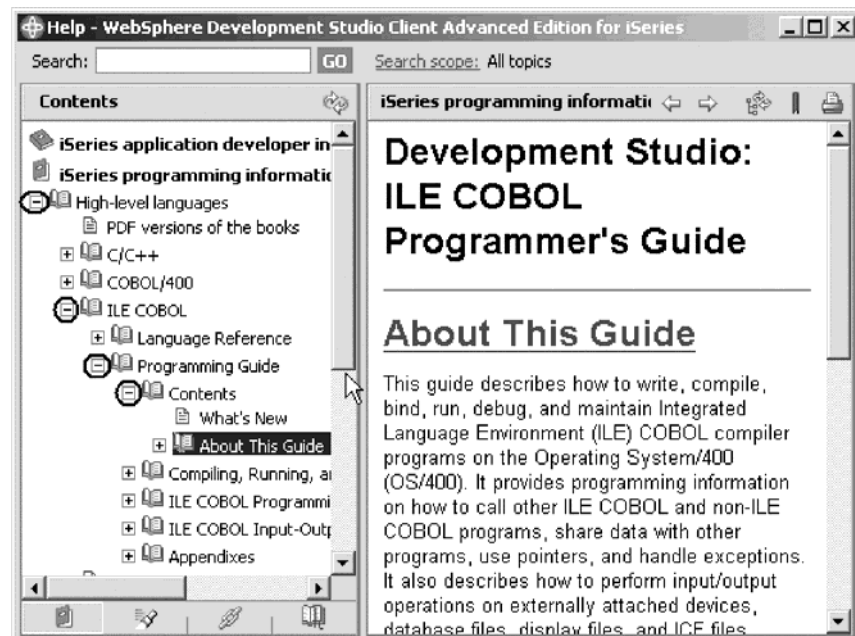 Help - WebSphere Development Studio Client Advanced Edition for iSeries
Search: GO Search scope: All topics
Contents
iSeries application developer in
iSeries programming informatic
High-level languages
PDF versions of the books
C/C++
COBOL/400
ILE COBOL
Language Reference
Programming Guide
Contents
What's New
About This Guide
Compiling, Running, ar
ILE COBOL Programmi
ILE COBOL Input-Outp
Appendixes
iSeries programming informati
Development Studio:
ILE COBOL
Programmer's Guide
About This Guide
This guide describes how to write, compile,
bind, run, debug, and maintain Integrated
Language Environment (ILE) COBOL compiler
programs on the Operating System/400
(OS/400). It provides programming information
on how to call other ILE COBOL and non-ILE
COBOL programs, share data with other
programs, use pointers, and handle exceptions.
It also describes how to perform input/output
operations on externally attached devices,
database files, display files, and ICF files.